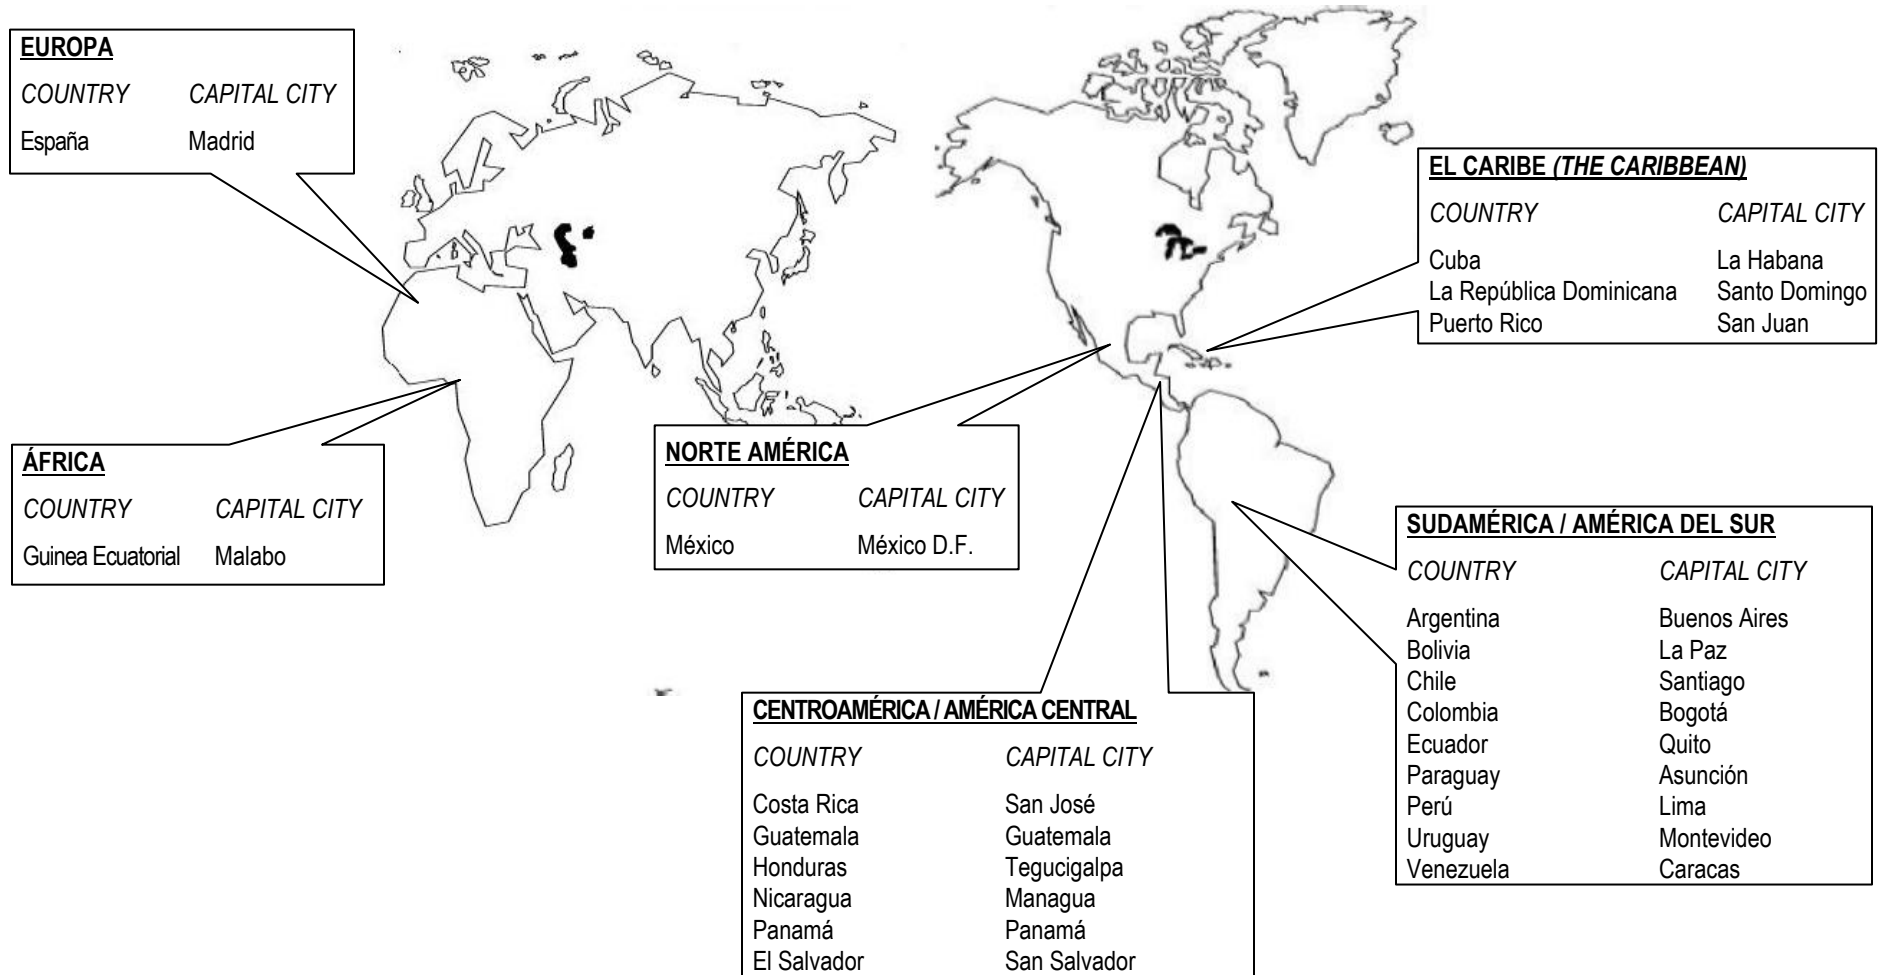 EUROPA
COUNTRY CAPITAL CITY
España Madrid
EL CARIBE (THE CARIBBEAN)
COUNTRY CAPITAL CITY
Cuba La Habana
La República Dominicana Santo Domingo
Puerto Rico San Juan
ÁFRICA
COUNTRY CAPITAL CITY
Guinea Ecuatorial Malabo
NORTE AMÉRICA
COUNTRY CAPITAL CITY
México México D.F.
SUDAMÉRICA / AMÉRICA DEL SUR
COUNTRY CAPITAL CITY
Argentina Buenos Aires
Bolivia La Paz
Chile Santiago
Colombia Bogotá
Ecuador Quito
Paraguay Asunción
Perú Lima
Uruguay Montevideo
Venezuela Caracas
CENTROAMÉRICA / AMÉRICA CENTRAL
COUNTRY CAPITAL CITY
Costa Rica San José
Guatemala Guatemala
Honduras Tegucigalpa
Nicaragua Managua
Panamá Panamá
El Salvador San Salvador